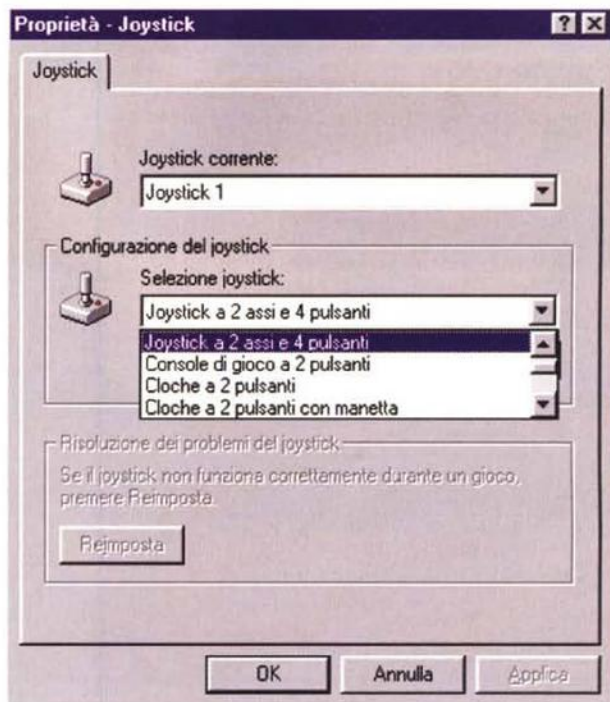 Proprietà - Joystick
Joystick
Joystick corrente:
Joystick 1
Configurazione del joystick
Selezione joystick:
Joystick a 2 assi e 4 pulsanti
Joystick a 2 assi e 4 pulsanti
Console di gioco a 2 pulsanti
Cloche a 2 pulsanti
Cloche a 2 pulsanti con manetta
Risoluzione dei problemi del joystick
Se il joystick non funziona correttamente durante un gioco,
premere Reimposta.
Reimposta
OK Annulla Applica